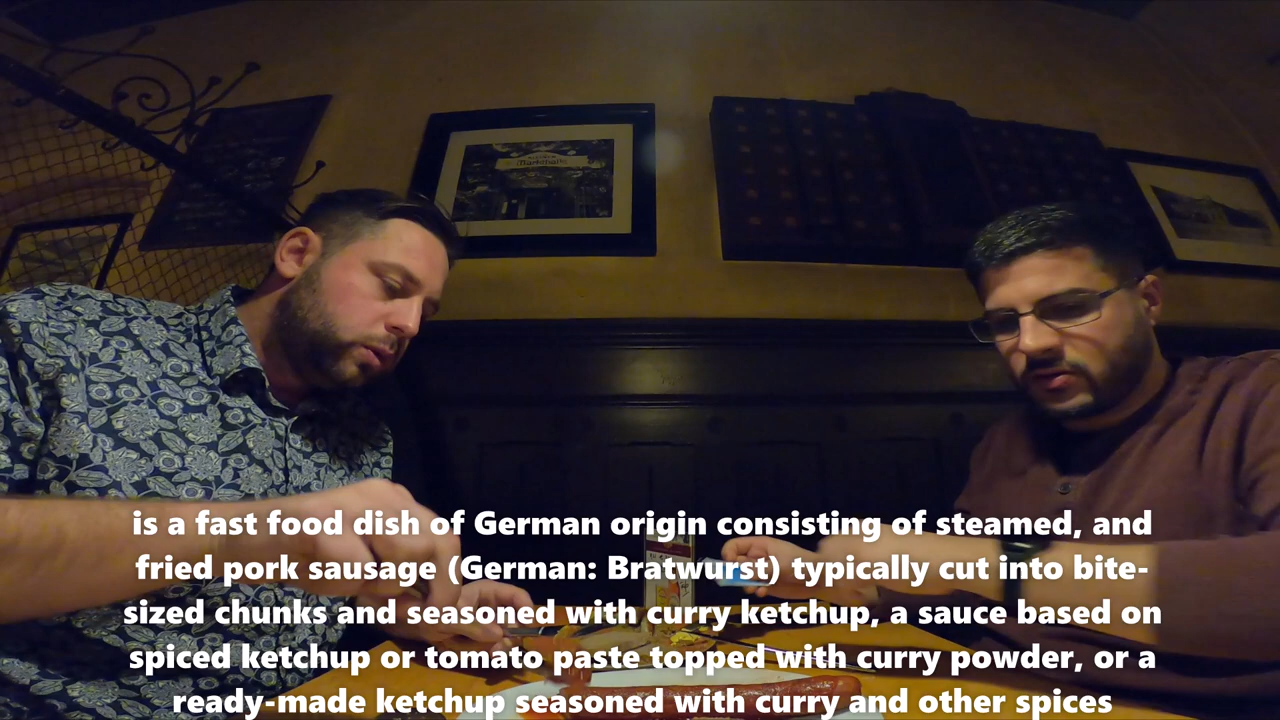 is a fast food dish of German origin consisting of steamed, and
fried pork sausage (German: Bratwurst) typically cut into bite-
sized chunks and seasoned with curry ketchup, a sauce based on
spiced ketchup or tomato paste topped with curry powder, or a
ready-made ketchup seasoned with curry and other spices